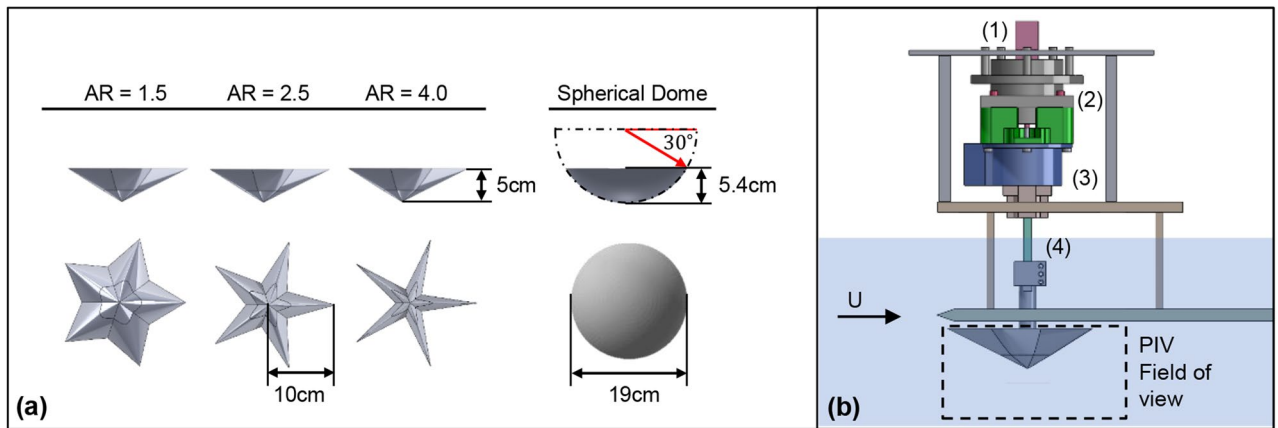 AR = 1.5 AR = 2.5 AR = 4.0 Spherical Dome
30°
5cm 5.4cm
10cm 19cm
(a)
(1)
(2)
(3)
(4)
U
PIV
Field of
view
(b)